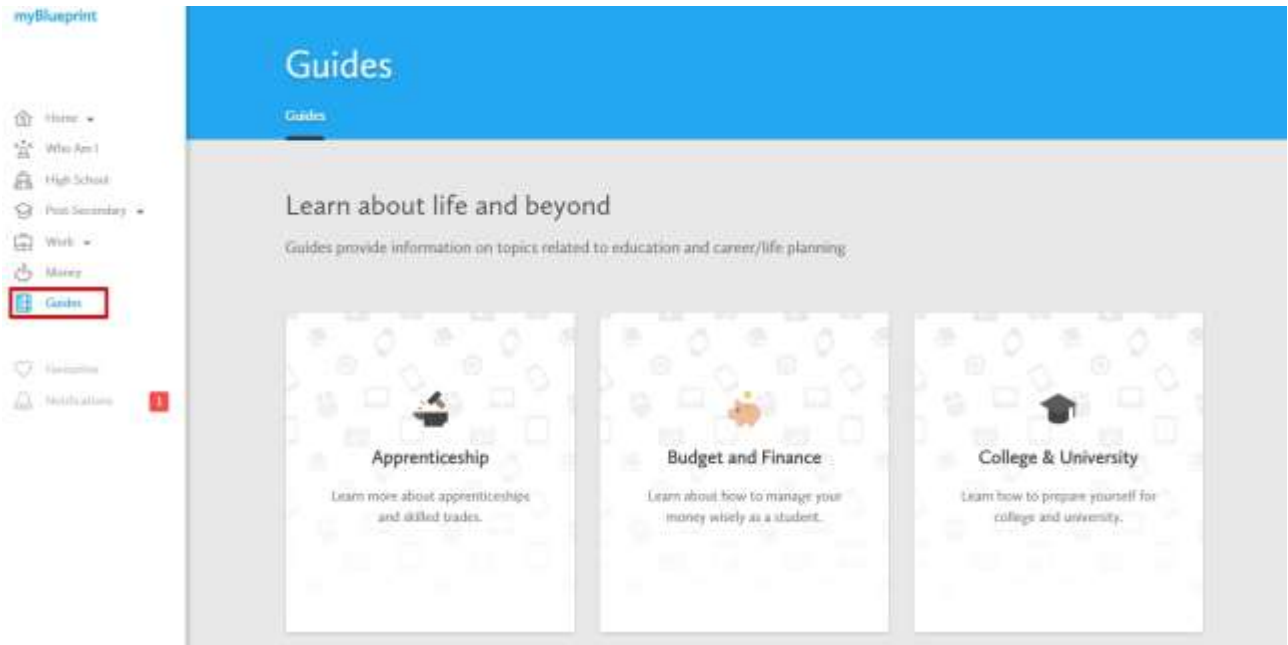 myBlueprint
Home
Who Am I
High School
Post-Secondary
Work
Money
Guides
Favourites
Notifications
1
Guides
Guides
Learn about life and beyond
Guides provide information on topics related to education and career/life planning
Apprenticeship
Learn more about apprenticeships
and skilled trades.
Budget and Finance
Learn about how to manage your
money wisely as a student.
College & University
Learn how to prepare yourself for
college and university.